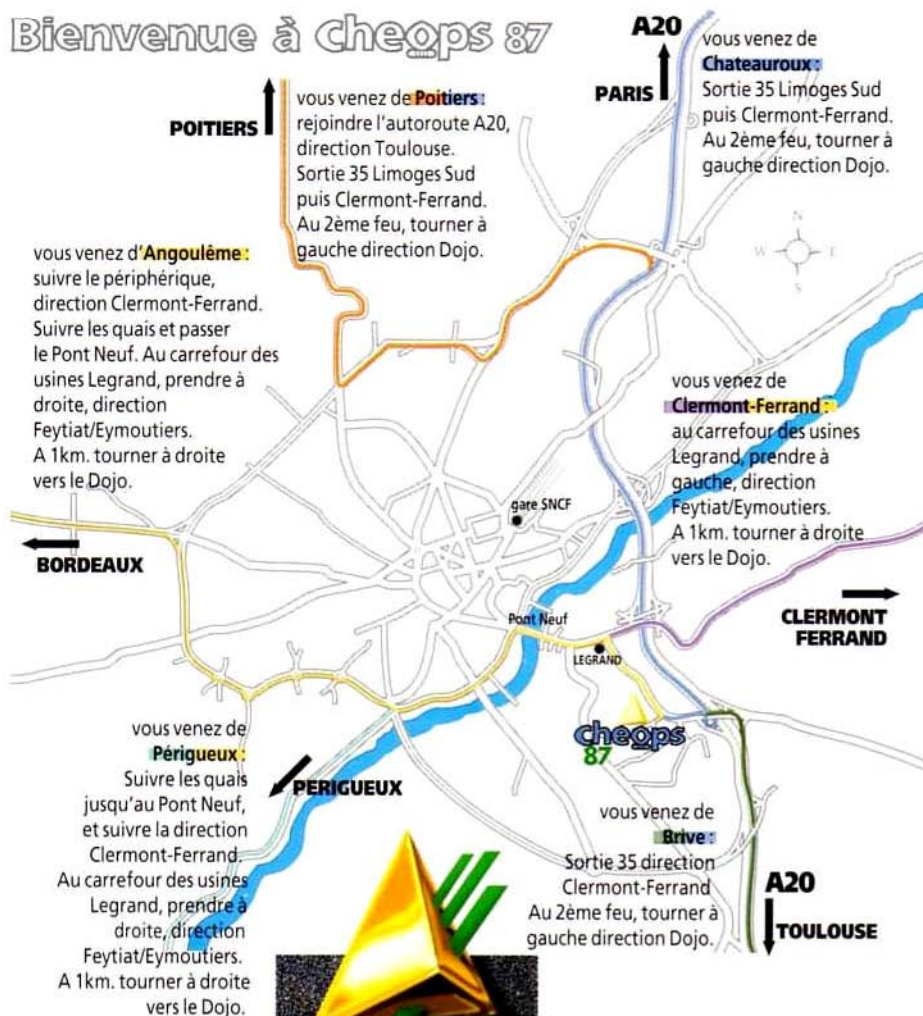 Bienvenue à cheops 87
A20
PARIS
POITIERS
vous venez de Poitiers :
rejoindre l'autoroute A20,
direction Toulouse.
Sortie 35 Limoges Sud
puis Clermont-Ferrand.
Au 2ème feu, tourner à
gauche direction Dojo.
vous venez de
Chateauroux :
Sortie 35 Limoges Sud
puis Clermont-Ferrand.
Au 2ème feu, tourner à
gauche direction Dojo.
N
W
E
S
vous venez d'Angoulême :
suivre le périphérique,
direction Clermont-Ferrand.
Suivre les quais et passer
le Pont Neuf. Au carrefour des
usines Legrand, prendre à
droite, direction
Feytiat/Eymoutiers.
A 1km. tourner à droite
vers le Dojo.
vous venez de
Clermont-Ferrand :
au carrefour des usines
Legrand, prendre à
gauche, direction
Feytiat/Eymoutiers.
A 1km. tourner à droite
vers le Dojo.
gare SNCF
BORDEAUX
CLERMONT
FERRAND
Pont Neuf
LEGRAND
cheops
87
vous venez de
Périgueux :
Suivre les quais
jusqu'au Pont Neuf,
et suivre la direction
Clermont-Ferrand.
Au carrefour des usines
Legrand, prendre à
droite, direction
Feytiat/Eymoutiers.
A 1km. tourner à droite
vers le Dojo.
PERIGUEUX
vous venez de
Brive :
Sortie 35 direction
Clermont-Ferrand
Au 2ème feu, tourner à
gauche direction Dojo.
A20
TOULOUSE